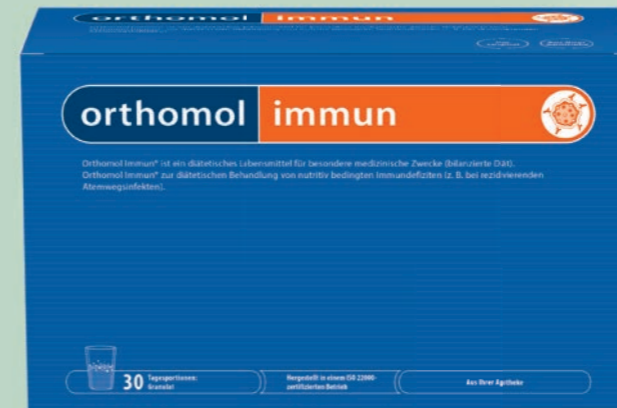 orthomol immun
orthomol immun
Orthomol Immun® ist ein diätetisches Lebensmittel für besondere medizinische Zwecke (bilanzierte Diät).
Orthomol Immun® zur diätetischen Behandlung von nutritiv bedingten Immundefiziten (z. B. bei rezidivierenden
Atemwegsinfekten).
30 Tagesportionen:
Granulat
Hergestellt in einem ISO 22000-
zertifizierten Betrieb
Aus Ihrer Apotheke